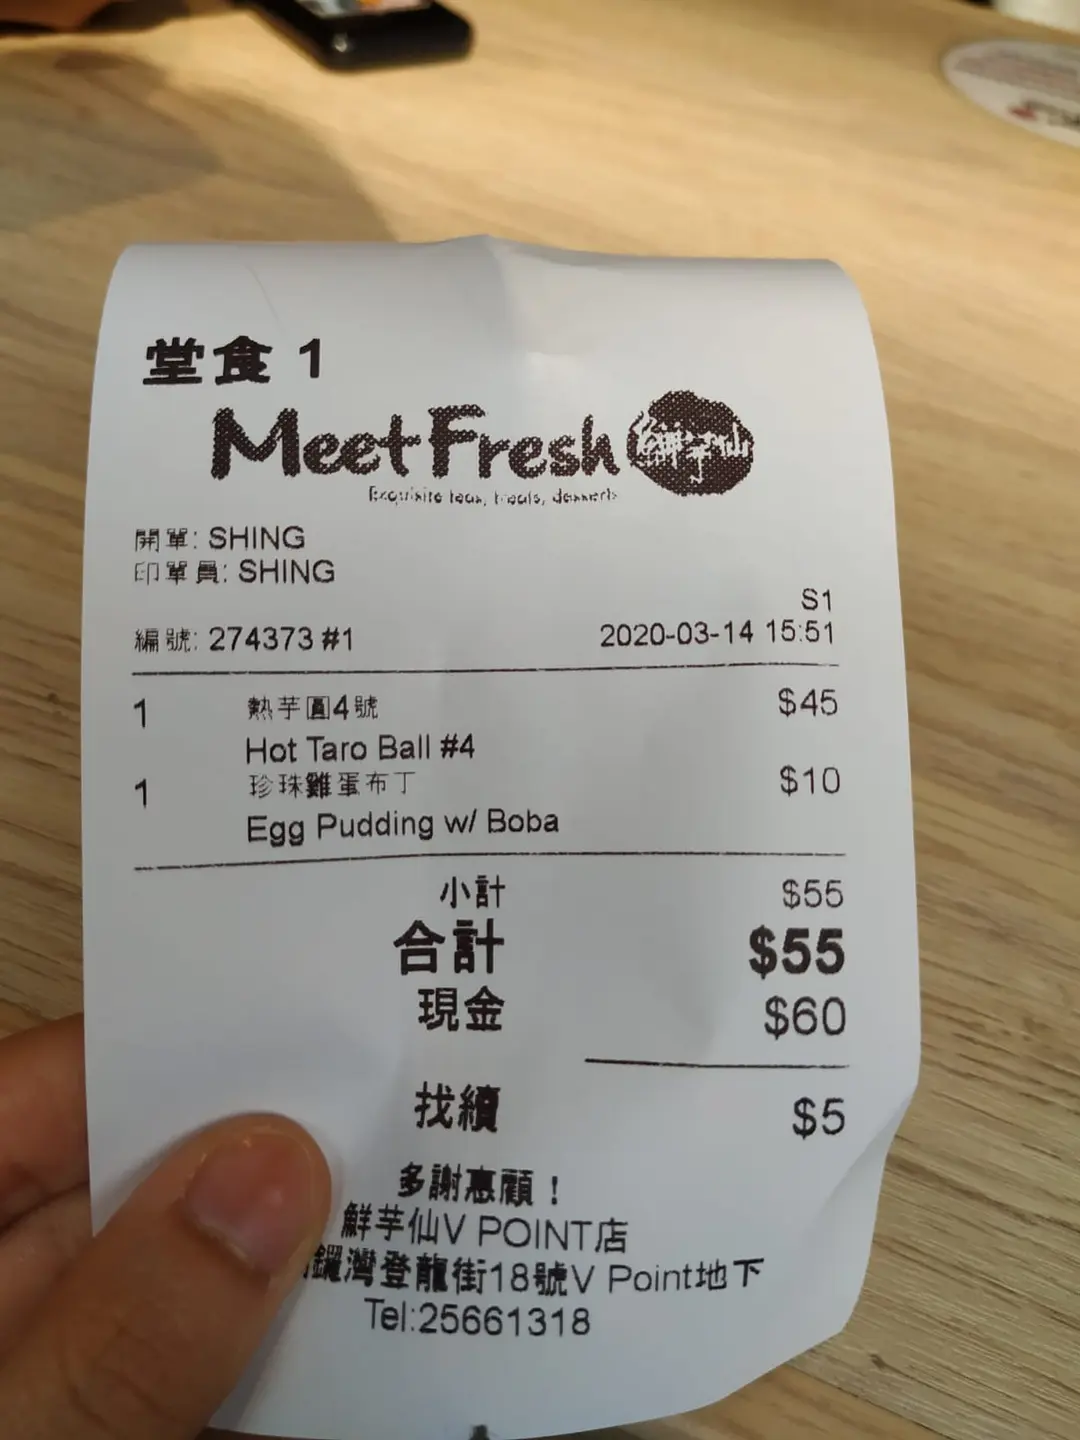 堂食 1
Meet Fresh 鮮芋仙
Exquisite teas, treats, desserts
開單: SHING
印單員: SHING
S1
編號: 274373 #1 2020-03-14 15:51
1 熱芋圓4號 $45
Hot Taro Ball #4
1 珍珠雞蛋布丁 $10
Egg Pudding w/ Boba
小計 $55
合計 $55
現金 $60
找續 $5
多謝惠顧！
鮮芋仙V POINT店
鑼灣登龍街18號V Point地下
Tel:25661318